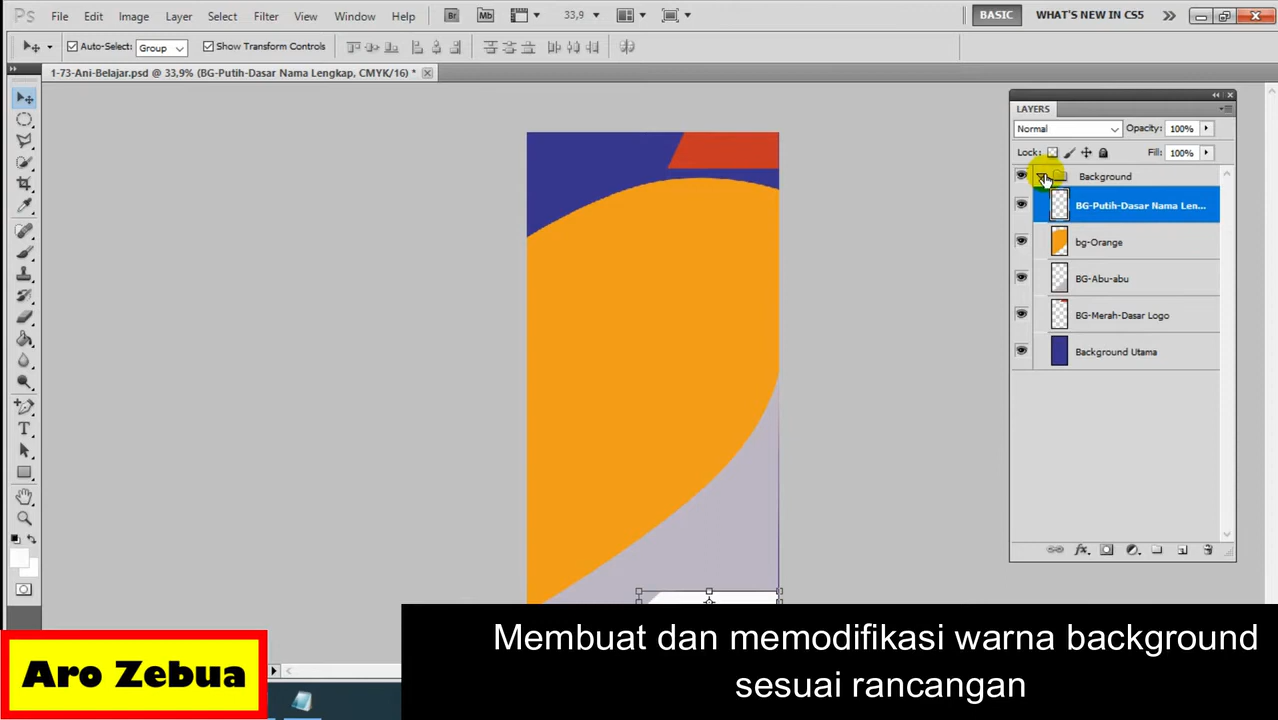 Ps File Edit Image Layer Select Filter View Window Help Br Mb 33,9 BASIC WHAT'S NEW IN CS5
Auto-Select: Group Show Transform Controls
1-73-Ani-Belajar.psd @ 33,9% (BG-Putih-Dasar Nama Lengkap, CMYK/16) *
LAYERS
Normal Opacity: 100%
Lock: Fill: 100%
Background
BG-Putih-Dasar Nama Len...
bg-Orange
BG-Abu-abu
BG-Merah-Dasar Logo
Background Utama
Membuat dan memodifikasi warna background
sesuai rancangan
Aro Zebua